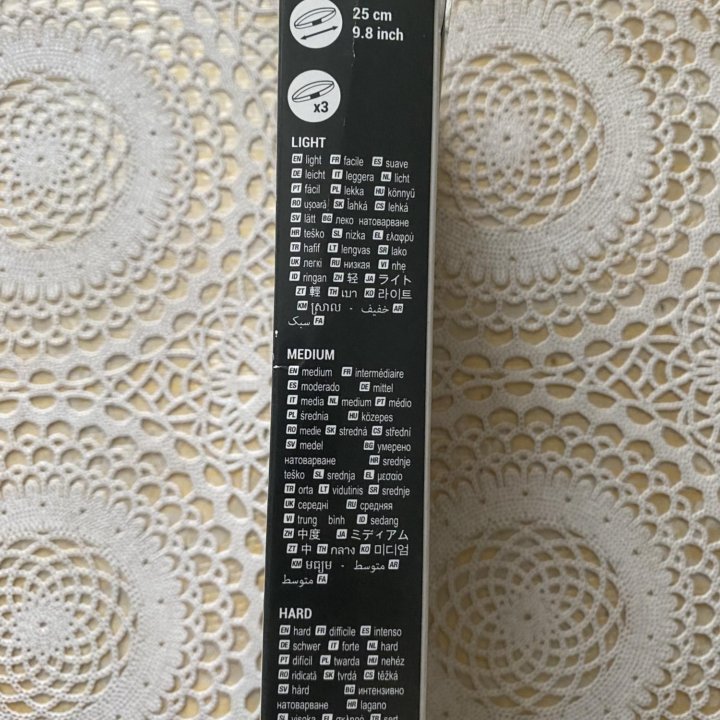 25 cm
9.8 inch
x3
LIGHT
EN light FR facile ES suave
DE leicht IT leggera NL licht
PT fácil PL lekka HU könnyű
RO ușoară SK ľahká CS lehká
SV lätt BG леко натоварване
HR teško SL nizka EL ελαφρύ
TR hafif LT lengvas SR lako
UK легкі RU низкая VI nhẹ
ID ringan ZH 轻 JA ライト
ZT 輕 TH เบา KO 라이트
KM ស្រាល - خفيف AR
سبک FA
MEDIUM
EN medium FR intermédiaire
ES moderado DE mittel
IT media NL medium PT médio
PL średnia HU közepes
RO medie SK stredná CS střední
SV medel BG умерено
натоварване HR srednje
teško SL srednja EL μεσαίο
TR orta LT vidutinis SR srednje
UK середні RU средняя
VI trung bình ID sedang
ZH 中度 JA ミディアム
ZT 中 TH กลาง KO 미디엄
KM មធ្យម - متوسط AR
متوسط FA
HARD
EN hard FR difficile ES intenso
DE schwer IT forte NL hard
PT difícil PL twarda HU nehéz
RO ridicată SK tvrdá CS těžká
SV hård BG интензивно
натоварване HR lagano
SL visoka EL σκληρό TR sert